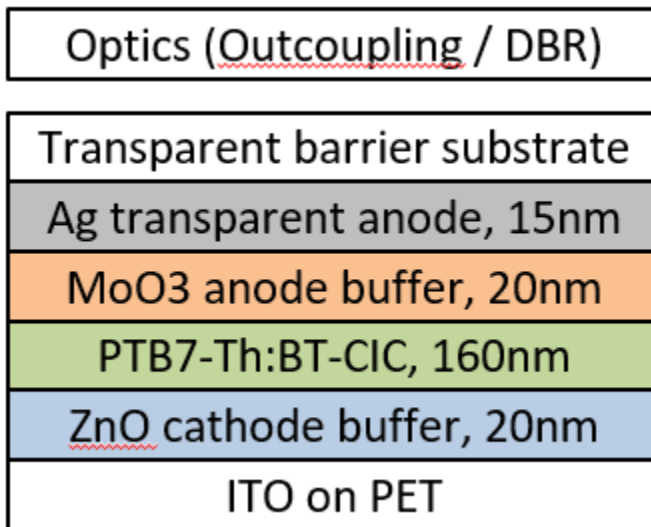 Optics (Outcoupling / DBR)
Transparent barrier substrate
Ag transparent anode, 15nm
MoO3 anode buffer, 20nm
PTB7-Th:BT-CIC, 160nm
ZnO cathode buffer, 20nm
ITO on PET